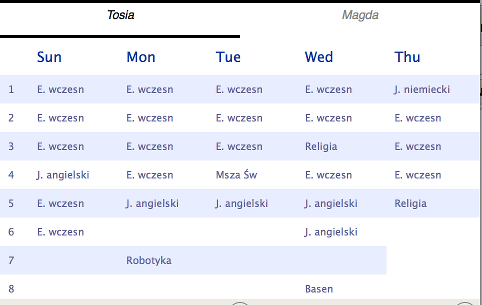 Tosia Magda
Sun Mon Tue Wed Thu
1 E. wczesn E. wczesn E. wczesn E. wczesn J. niemiecki
2 E. wczesn E. wczesn E. wczesn E. wczesn E. wczesn
3 E. wczesn E. wczesn E. wczesn Religia E. wczesn
4 J. angielski E. wczesn Msza Św E. wczesn E. wczesn
5 E. wczesn J. angielski J. angielski J. angielski Religia
6 E. wczesn J. angielski
7 Robotyka
8 Basen